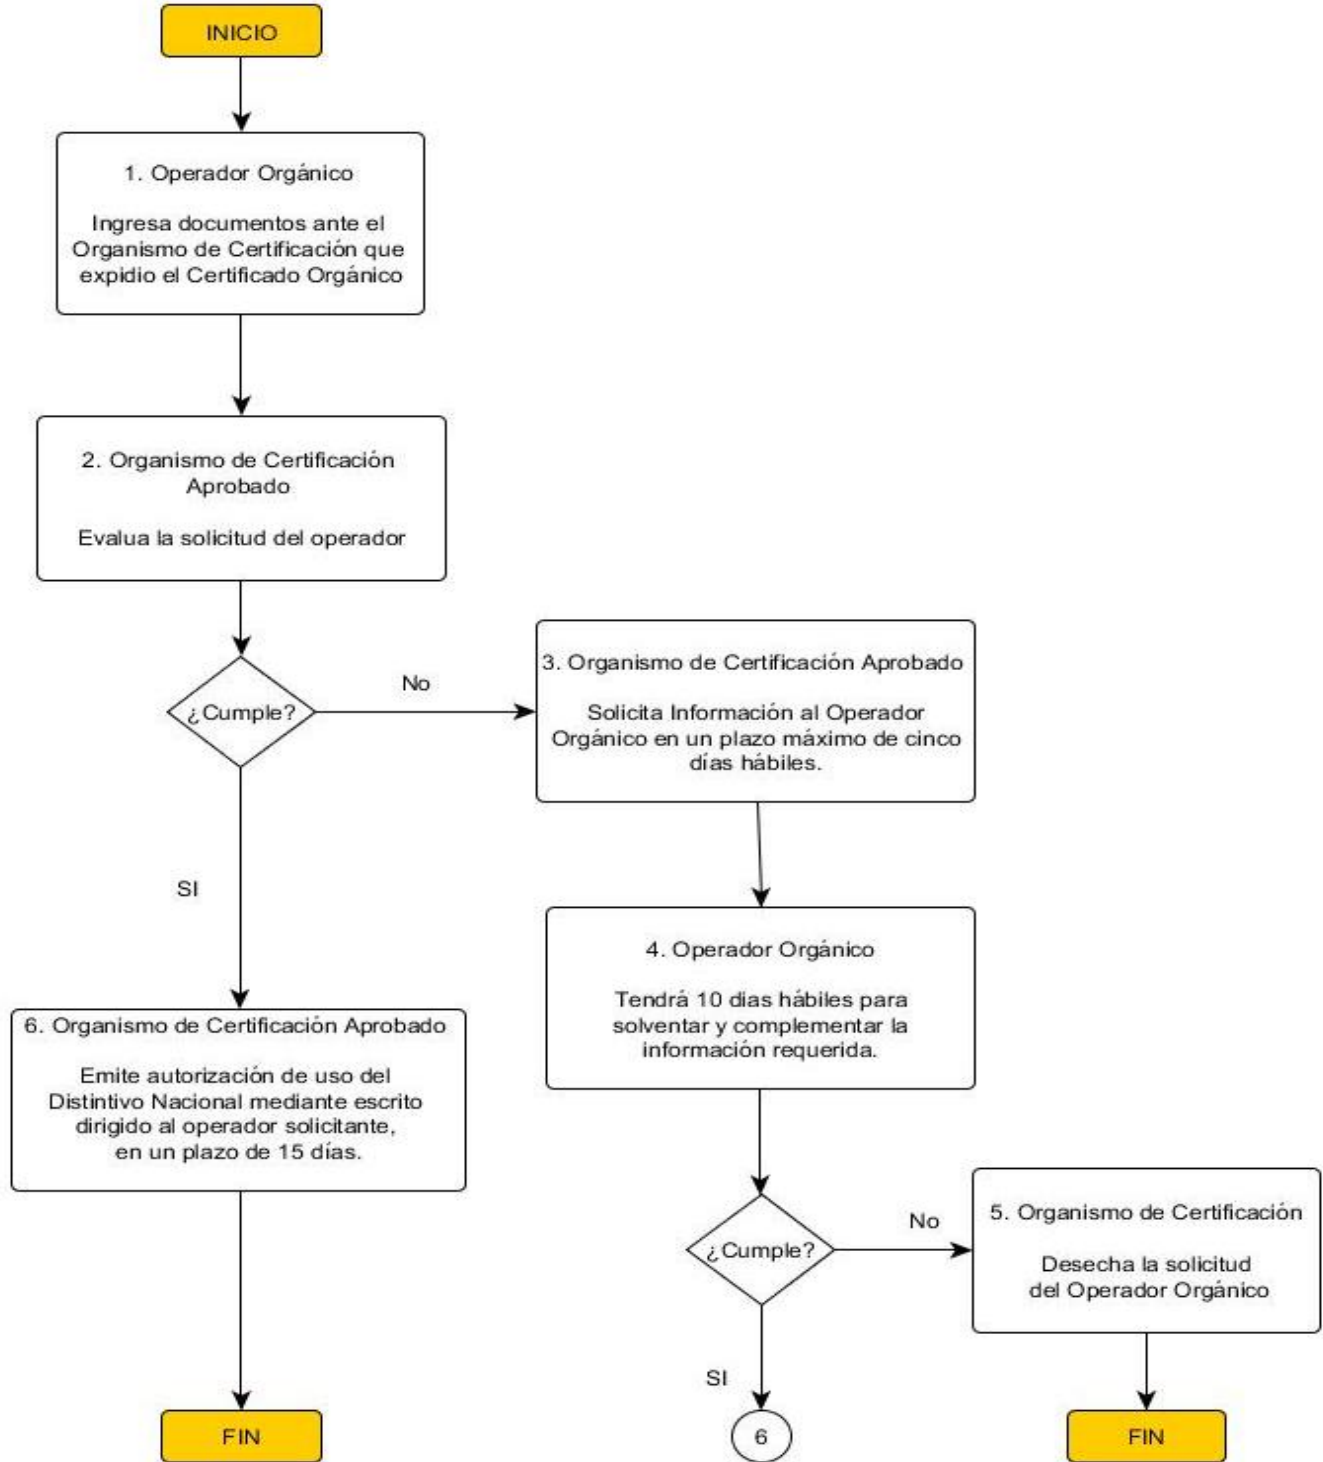 INICIO
1. Operador Orgánico
Ingresa documentos ante el
Organismo de Certificación que
expidio el Certificado Orgánico
2. Organismo de Certificación
Aprobado
Evalua la solicitud del operador
¿Cumple?
No
3. Organismo de Certificación Aprobado
Solicita Información al Operador
Orgánico en un plazo máximo de cinco
días hábiles.
SI
4. Operador Orgánico
Tendrá 10 dias hábiles para
solventar y complementar la
información requerida.
6. Organismo de Certificación Aprobado
Emite autorización de uso del
Distintivo Nacional mediante escrito
dirigido al operador solicitante,
en un plazo de 15 días.
¿Cumple?
No
5. Organismo de Certificación
Desecha la solicitud
del Operador Orgánico
SI
FIN
6
FIN